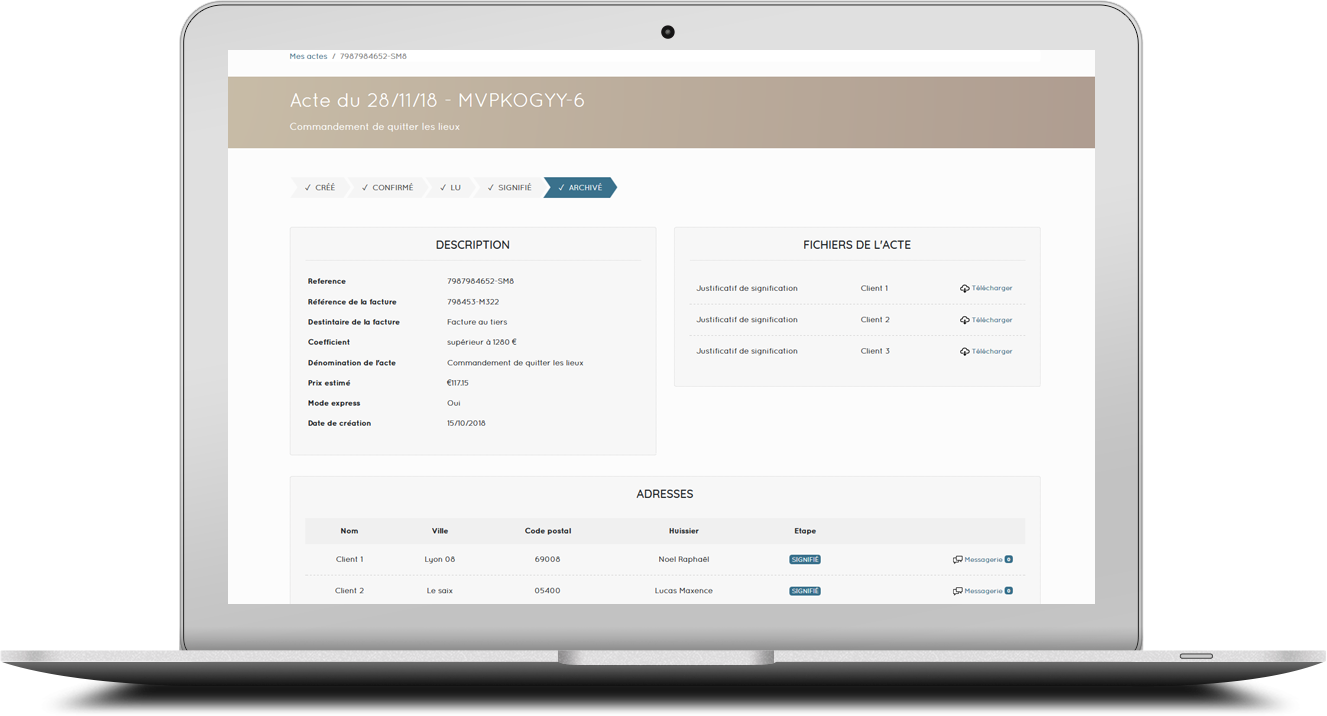 Mes actes / 7987984652-SM8
Acte du 28/11/18 - MVPKOGYY-6
Commandement de quitter les lieux
✓ CRÉÉ ✓ CONFIRMÉ ✓ LU ✓ SIGNIFIÉ ✓ ARCHIVÉ
DESCRIPTION
Reference 7987984652-SM8
Référence de la facture 798453-M322
Destintaire de la facture Facture au tiers
Coefficient supérieur à 1280 €
Dénomination de l'acte Commandement de quitter les lieux
Prix estimé €117.15
Mode express Oui
Date de création 15/10/2018
FICHIERS DE L'ACTE
Justificatif de signification Client 1 Télécharger
Justificatif de signification Client 2 Télécharger
Justificatif de signification Client 3 Télécharger
ADRESSES
Nom Ville Code postal Huissier Etape
Client 1 Lyon 08 69008 Noel Raphaël SIGNIFIÉ Messagerie 0
Client 2 Le saix 05400 Lucas Maxence SIGNIFIÉ Messagerie 0